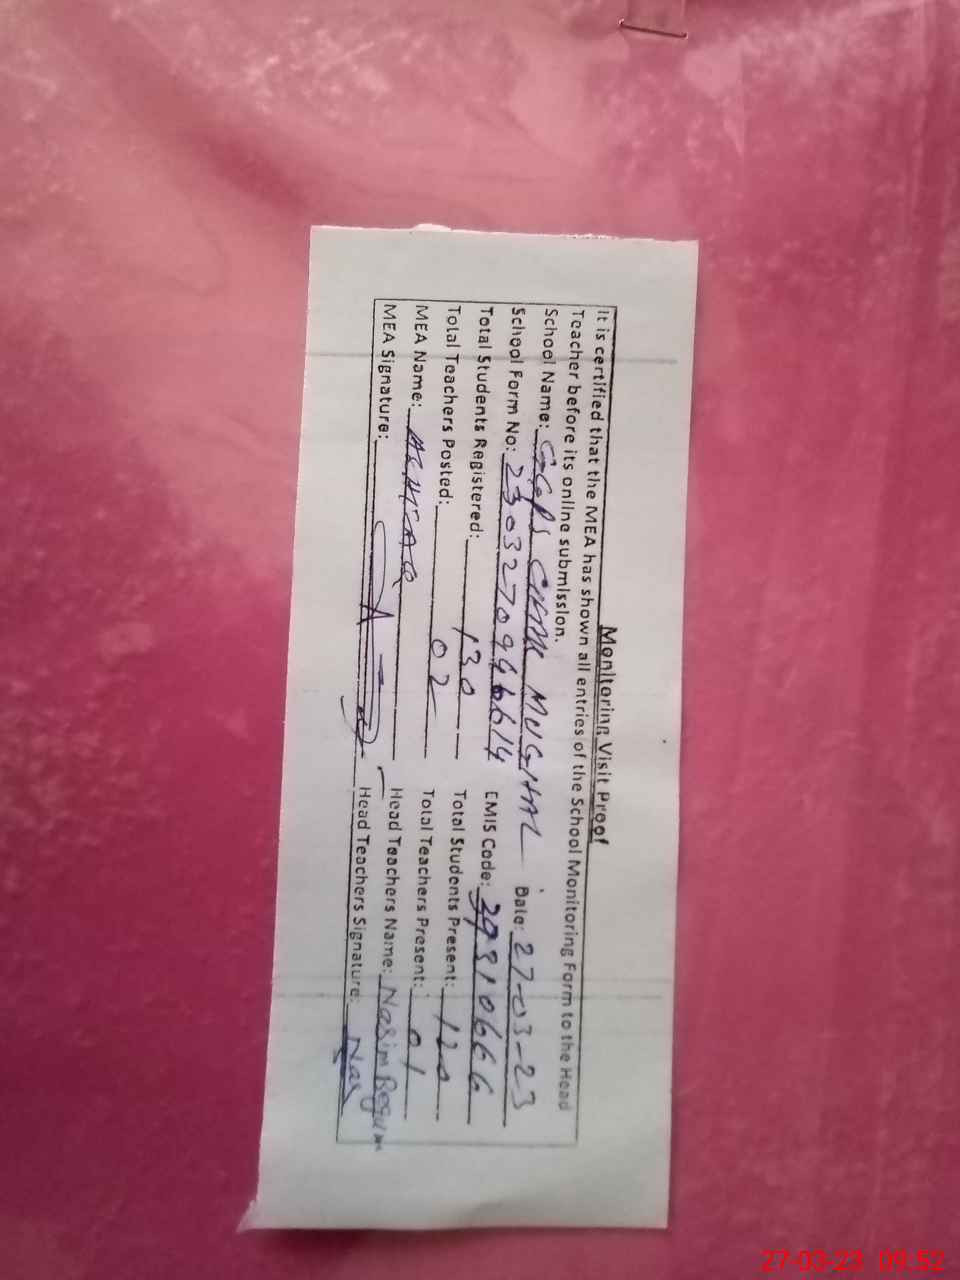 Monitoring Visit Proof
It is certified that the MEA has shown all entries of the School Monitoring Form to the Head
Teacher before its online submission.
School Name: GGPS MUGHAL Date: 27-03-23
School Form No: EMIS Code:
Total Students Registered: 130 Total Students Present: 120
Total Teachers Posted: 02 Total Teachers Present: 01
MEA Name: Head Teachers Name: Nasim Begum
MEA Signature: Head Teachers Signature: Nas
27-03-23 09:52